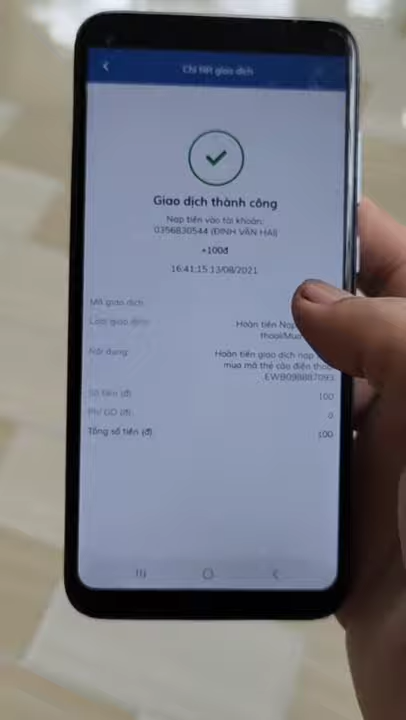 Chi tiết giao dịch
Giao dịch thành công
Nạp tiền vào tài khoản:
0356830544 (ĐINH VĂN HAI)
+100đ
16:41:15 13/08/2021
Mã giao dịch
Loại giao dịch
Hoàn tiền Nạp
thoại/Mua
Nội dung:
Hoàn tiền giao dịch nạp
mua mã thẻ cào điện thoại
Số tiền (đ) 100
Phí GD (đ) 0
Tổng số tiền (đ) 100